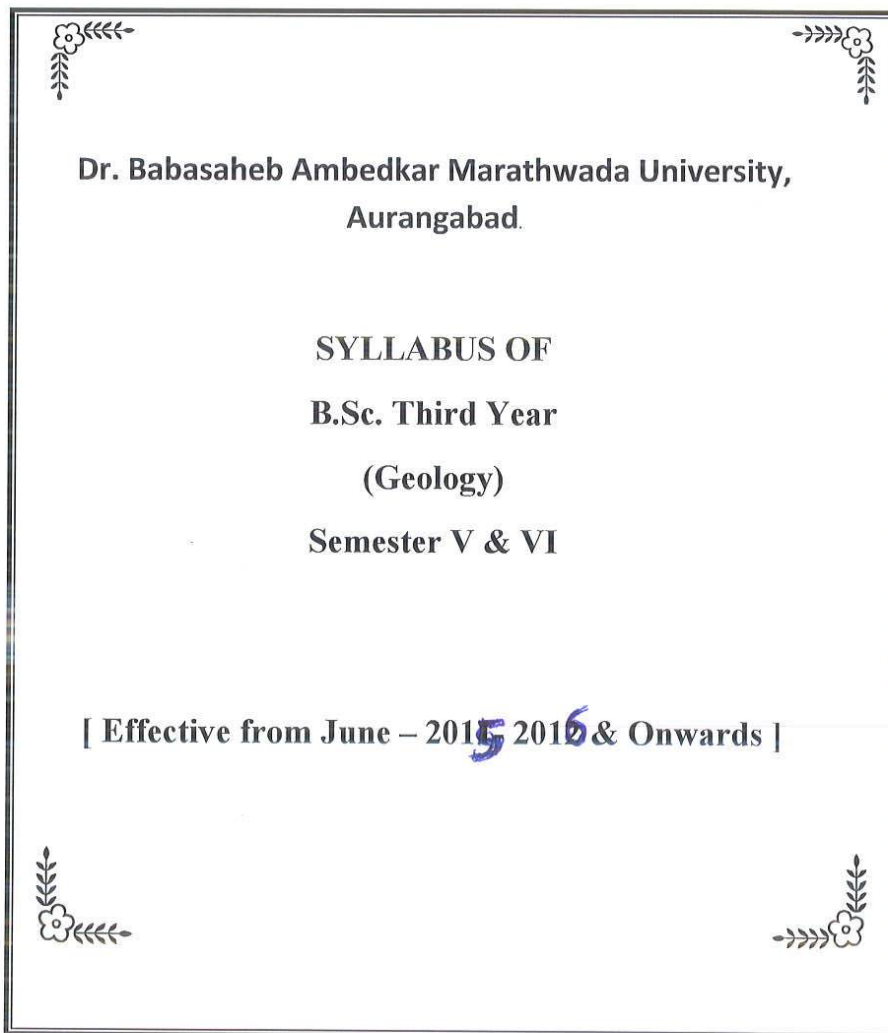 Dr. Babasaheb Ambedkar Marathwada University,
Aurangabad.
SYLLABUS OF
B.Sc. Third Year
(Geology)
Semester V & VI
[ Effective from June – 2015 2016 & Onwards ]